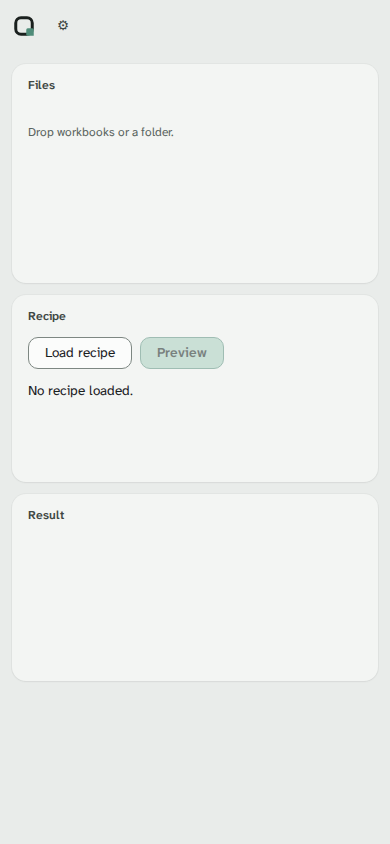 Files
Drop workbooks or a folder.
Recipe
Load recipe
Preview
No recipe loaded.
Result